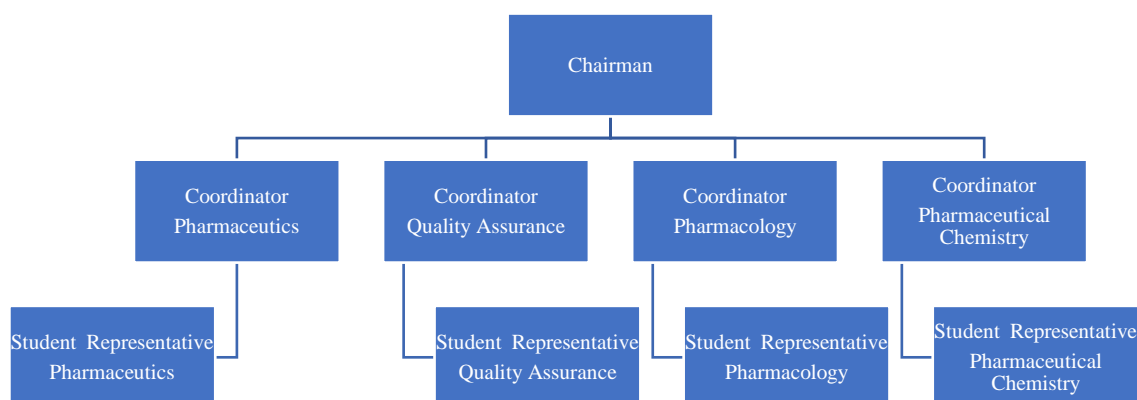 Chairman
Coordinator
Pharmaceutics
Coordinator
Quality Assurance
Coordinator
Pharmacology
Coordinator
Pharmaceutical
Chemistry
Student Representative
Pharmaceutics
Student Representative
Quality Assurance
Student Representative
Pharmacology
Student Representative
Pharmaceutical
Chemistry